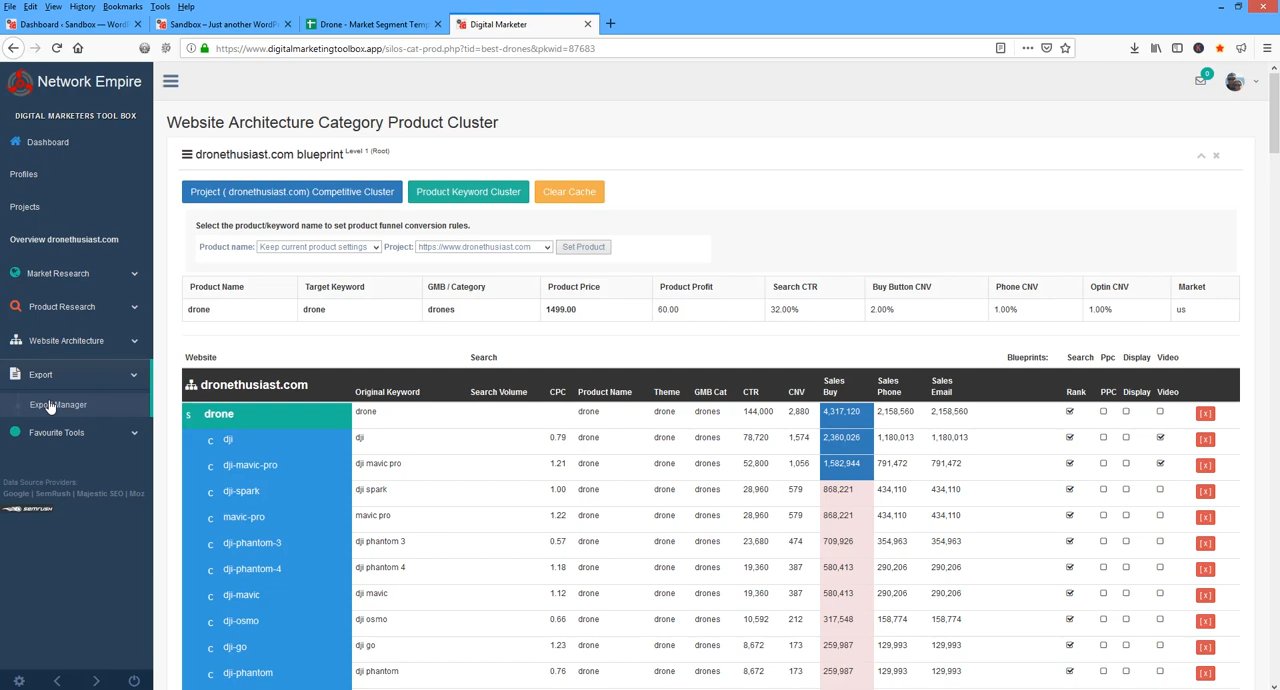 File Edit View History Bookmarks Tools Help
Dashboard ‹ Sandbox — WordP
Sandbox – Just another WordPr
Drone - Market Segment Temp
Digital Marketer
https://www.digitalmarketingtoolbox.app/silos-cat-prod.php?tid=best-drones&pkwid=87683
Network Empire
0
DIGITAL MARKETERS TOOL BOX
Dashboard
Profiles
Projects
Overview dronethusiast.com
Market Research
Product Research
Website Architecture
Export
Export Manager
Favourite Tools
Data Source Providers:
Google | SemRush | Majestic SEO | Moz
SEMRUSH
Website Architecture Category Product Cluster
dronethusiast.com blueprint Level 1 (Root)
Project ( dronethusiast.com) Competitive Cluster Product Keyword Cluster Clear Cache
Select the product/keyword name to set product funnel conversion rules.
Product name: Keep current product settings Project: https://www.dronethusiast.com Set Product
Product Name Target Keyword GMB / Category Product Price Product Profit Search CTR Buy Button CNV Phone CNV Optin CNV Market
drone drone drones 1499.00 60.00 32.00% 2.00% 1.00% 1.00% us
Website Search Blueprints: Search Ppc Display Video
dronethusiast.com Original Keyword Search Volume CPC Product Name Theme GMB Cat CTR CNV Sales Buy Sales Phone Sales Email Rank PPC Display Video
S drone drone drone drones 144,000 2,880 4,317,120 2,158,560 2,158,560 [x]
C dji dji 0.79 drone drones 78,720 1,574 2,360,026 1,180,013 1,180,013 [x]
C dji-mavic-pro dji mavic pro 1.21 drone drones 52,800 1,056 1,582,944 791,472 791,472 [x]
C dji-spark dji spark 1.00 drone drones 28,960 579 868,221 434,110 434,110 [x]
C mavic-pro mavic pro 1.22 drone drones 28,960 579 868,221 434,110 434,110 [x]
C dji-phantom-3 dji phantom 3 0.57 drone drones 23,680 474 709,926 354,963 354,963 [x]
C dji-phantom-4 dji phantom 4 1.18 drone drones 19,360 387 580,413 290,206 290,206 [x]
C dji-mavic dji mavic 1.12 drone drones 19,360 387 580,413 290,206 290,206 [x]
C dji-osmo dji osmo 0.66 drone drones 10,592 212 317,548 158,774 158,774 [x]
C dji-go dji go 1.23 drone drones 8,672 173 259,987 129,993 129,993 [x]
C dji-phantom dji phantom 0.76 drone drones 8,672 173 259,987 129,993 129,993 [x]